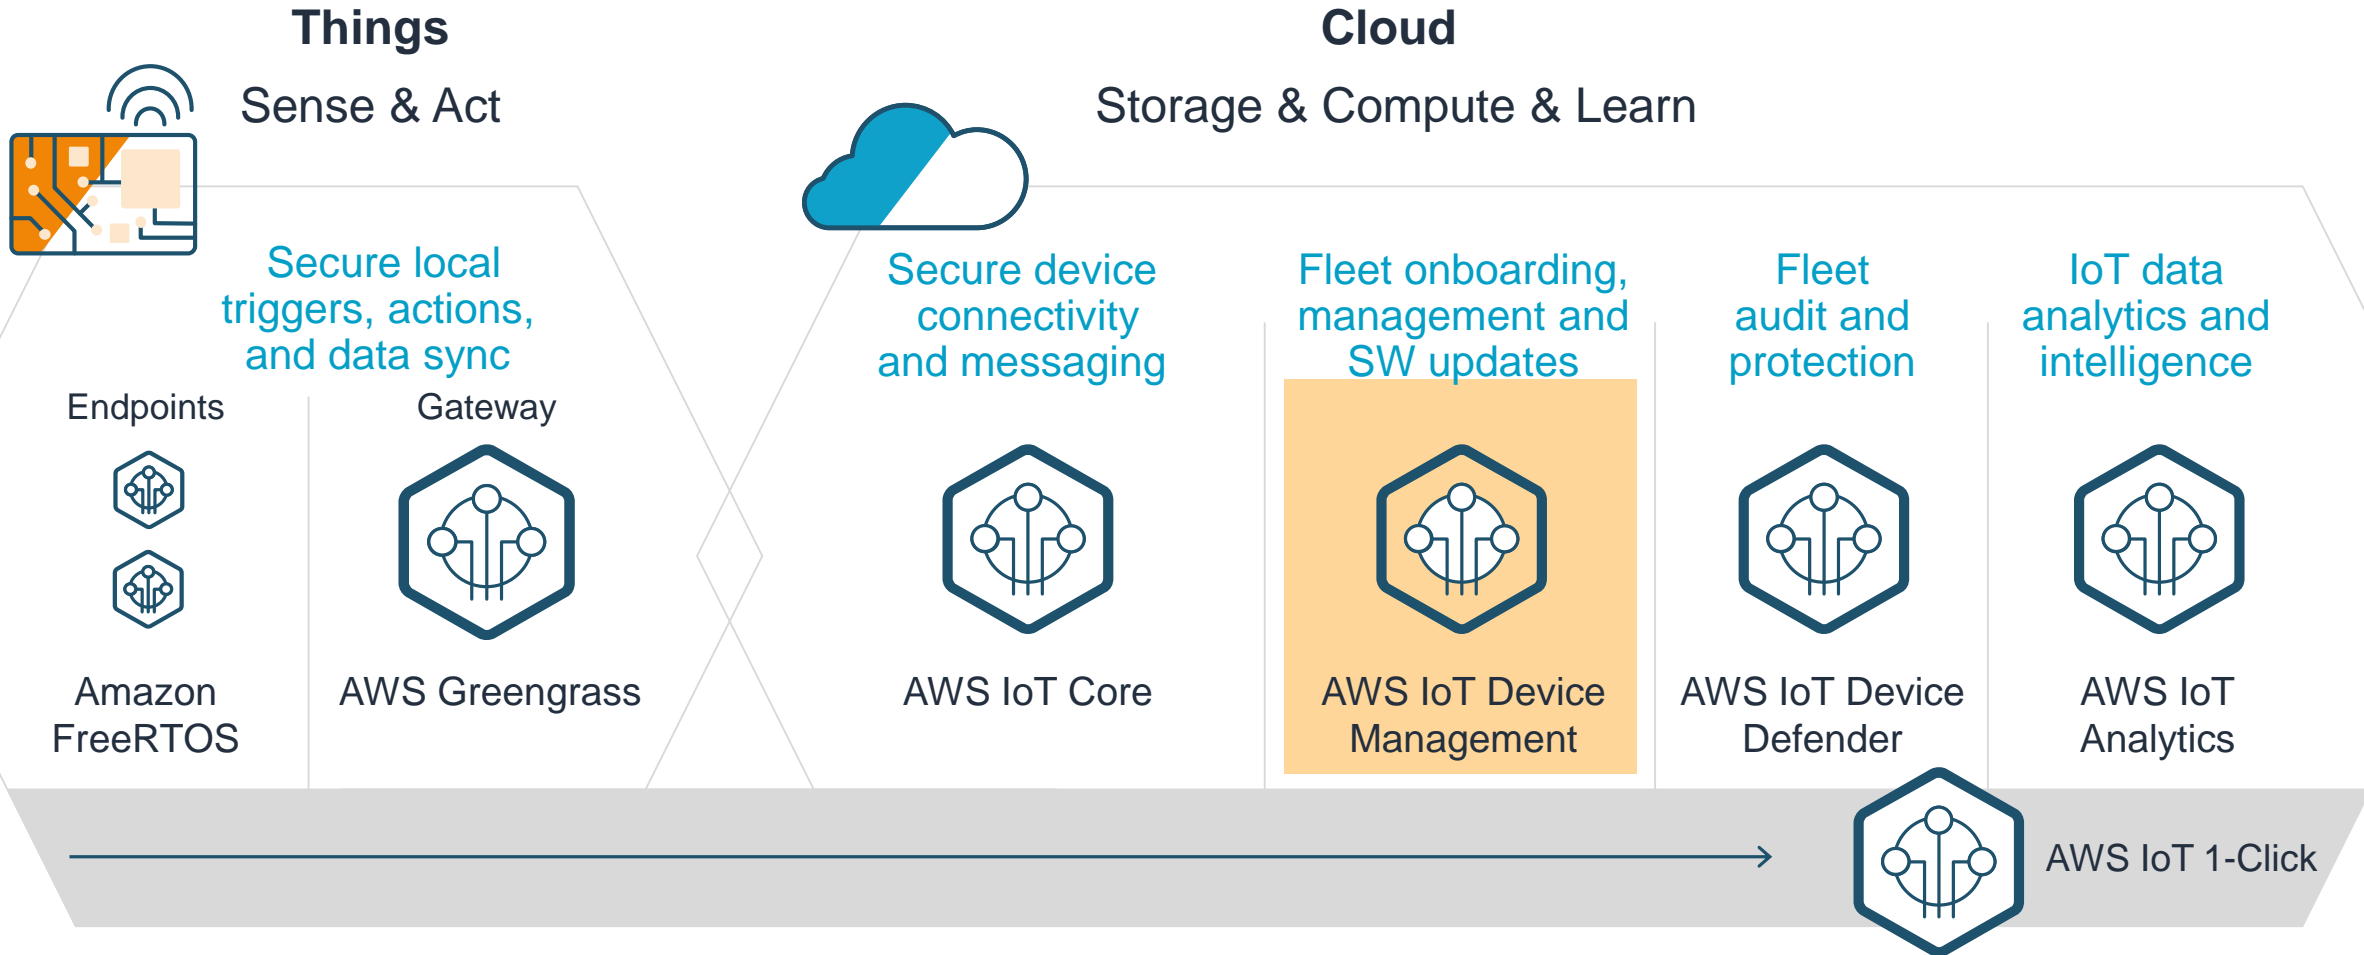 Things
Sense & Act
Cloud
Storage & Compute & Learn
Secure local
triggers, actions,
and data sync
Endpoints
Gateway
Amazon
FreeRTOS
AWS Greengrass
Secure device
connectivity
and messaging
AWS IoT Core
Fleet onboarding,
management and
SW updates
AWS IoT Device
Management
Fleet
audit and
protection
AWS IoT Device
Defender
IoT data
analytics and
intelligence
AWS IoT
Analytics
AWS IoT 1-Click